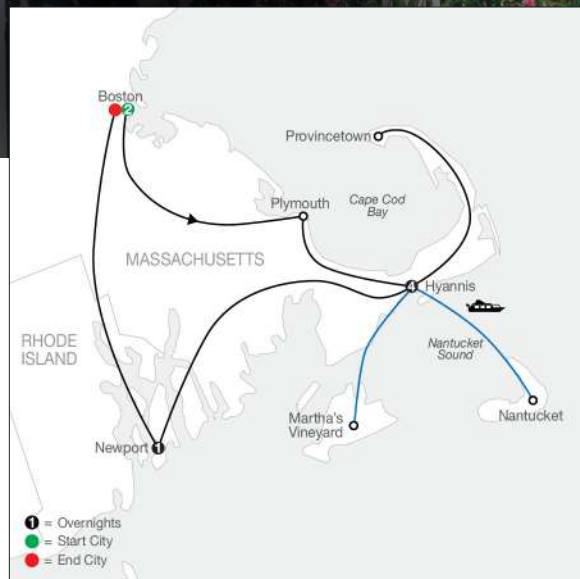 Boston
2
Provincetown
Plymouth
Cape Cod
Bay
MASSACHUSETTS
4
Hyannis
RHODE
ISLAND
Nantucket
Sound
Martha's
Vineyard
Nantucket
Newport
1
1 = Overnights
= Start City
= End City